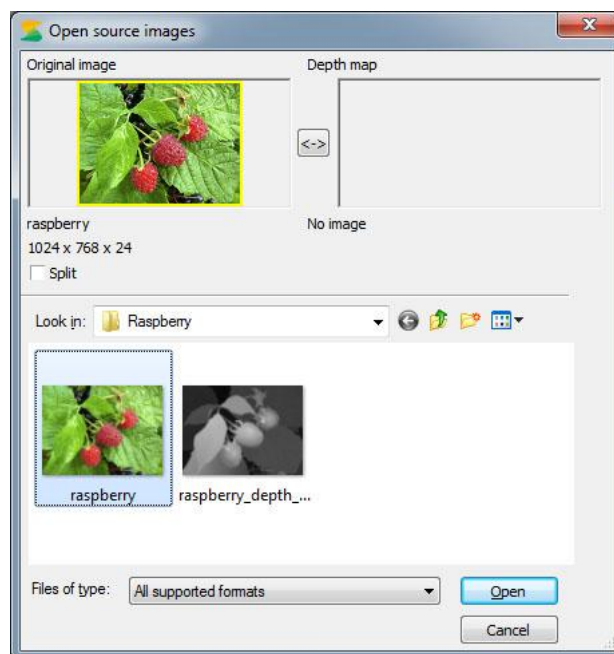 Open source images
Original image Depth map
<->
raspberry No image
1024 x 768 x 24
Split
Look in: Raspberry
raspberry raspberry_depth_...
Files of type: All supported formats Open
Cancel